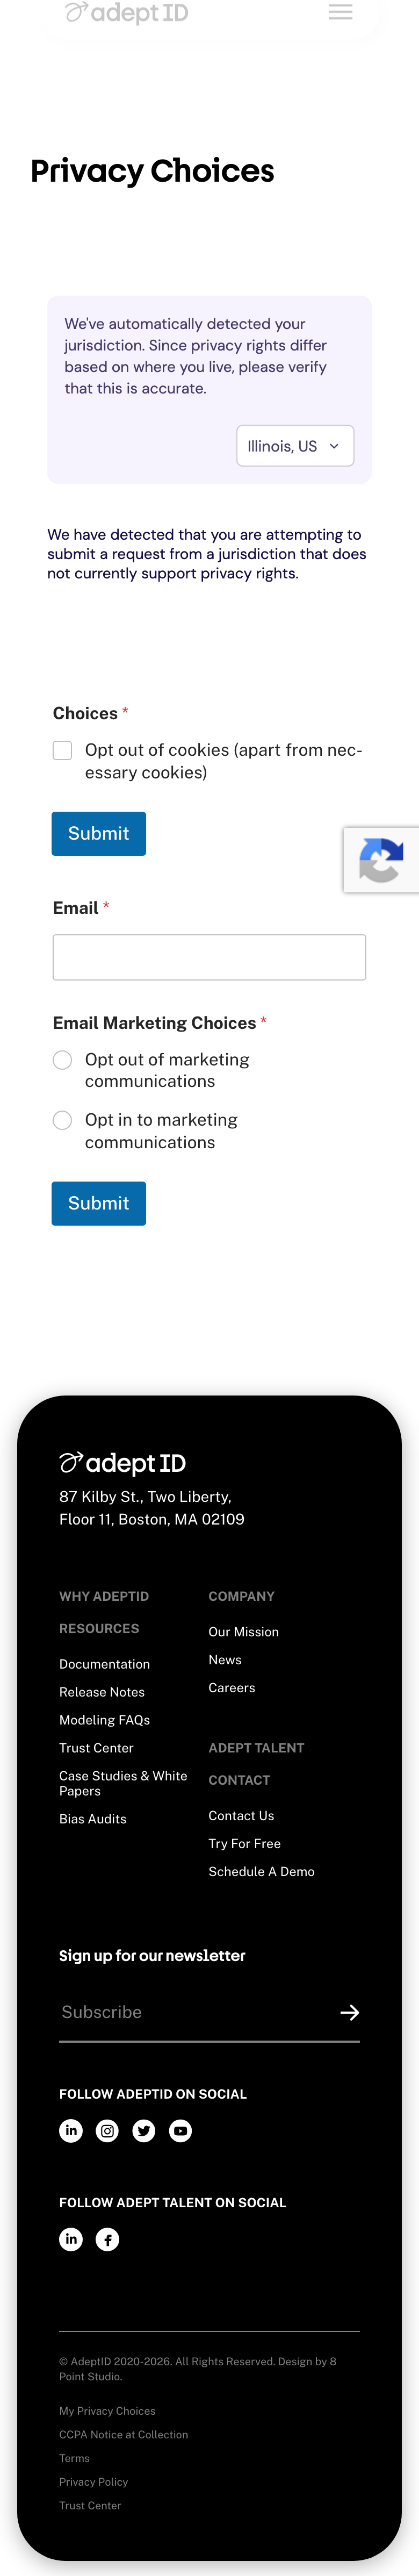 adept ID
Privacy Choices
We've automatically detected your
jurisdiction. Since privacy rights differ
based on where you live, please verify
that this is accurate.
Illinois, US
We have detected that you are attempting to
submit a request from a jurisdiction that does
not currently support privacy rights.
Choices *
Opt out of cookies (apart from nec-
essary cookies)
Submit
Email *
Email Marketing Choices *
Opt out of marketing
communications
Opt in to marketing
communications
Submit
adept ID
87 Kilby St., Two Liberty,
Floor 11, Boston, MA 02109
WHY ADEPTID
RESOURCES
Documentation
Release Notes
Modeling FAQs
Trust Center
Case Studies & White
Papers
Bias Audits
COMPANY
Our Mission
News
Careers
ADEPT TALENT
CONTACT
Contact Us
Try For Free
Schedule A Demo
Sign up for our newsletter
Subscribe
FOLLOW ADEPTID ON SOCIAL
FOLLOW ADEPT TALENT ON SOCIAL
© AdeptID 2020-2026. All Rights Reserved. Design by 8
Point Studio.
My Privacy Choices
CCPA Notice at Collection
Terms
Privacy Policy
Trust Center